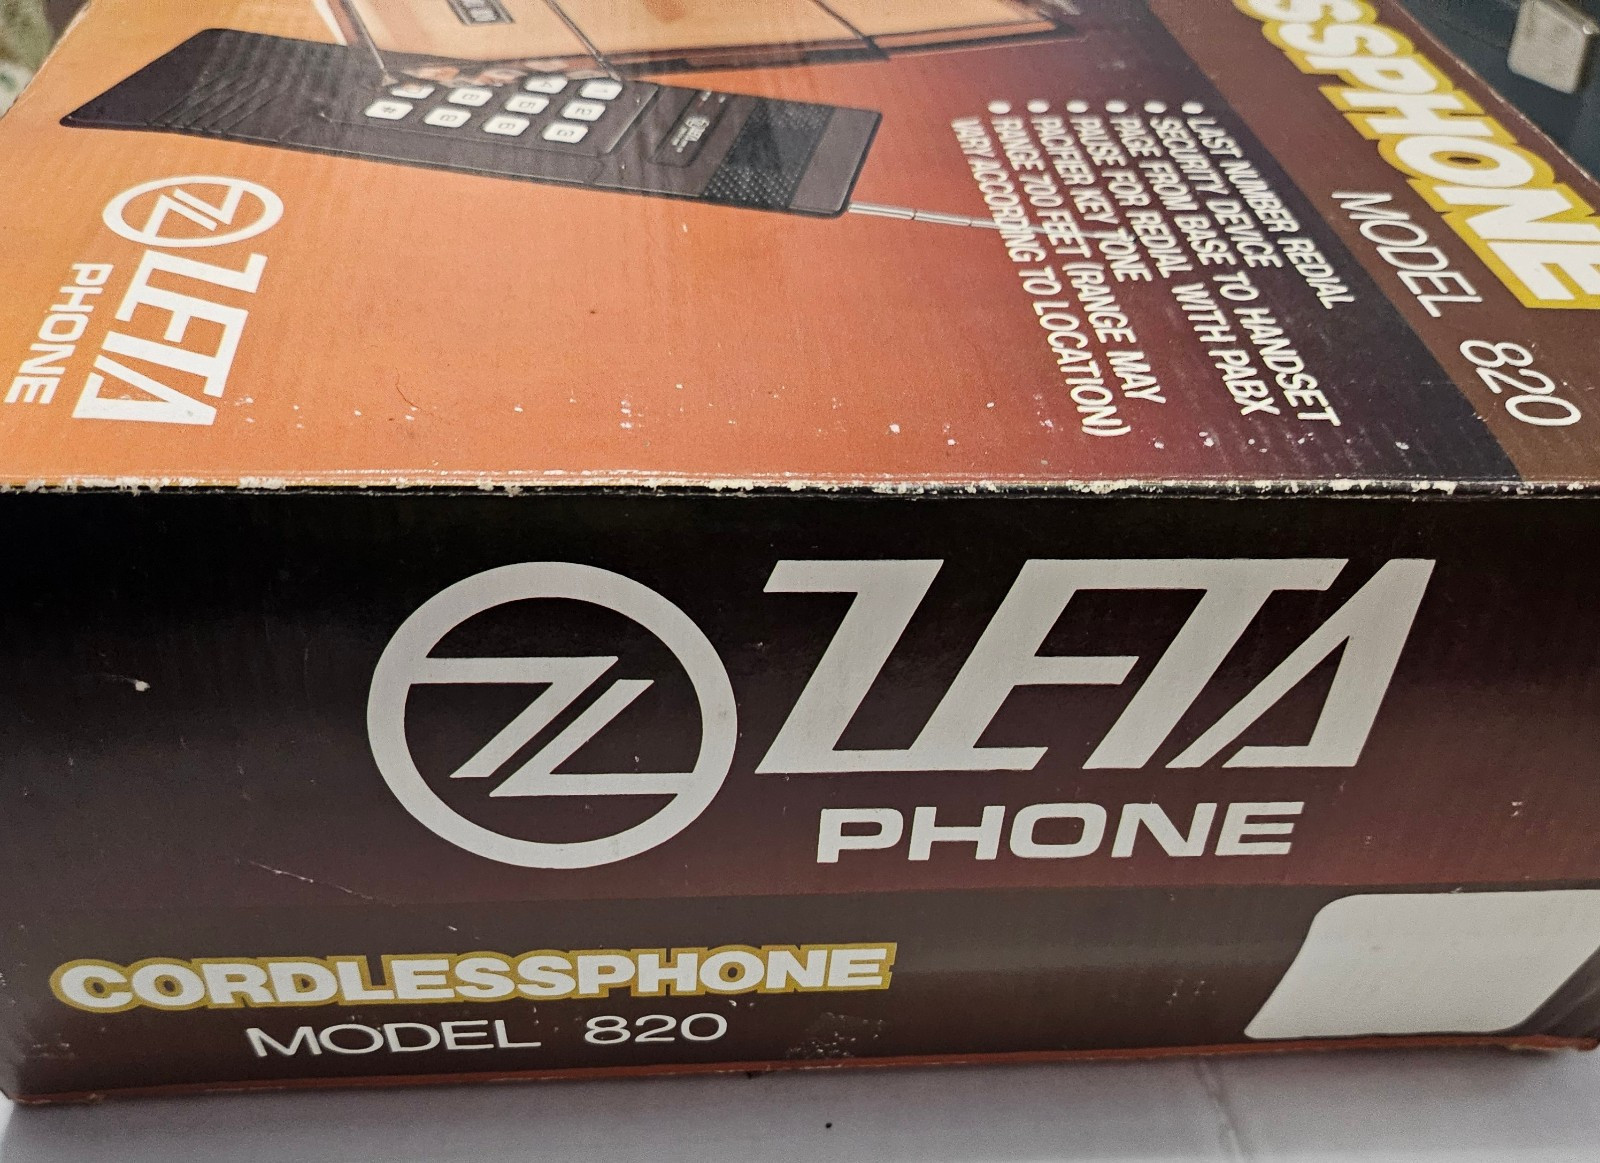 CORDLESSPHONE
MODEL 820
• LAST NUMBER REDIAL
• SECURITY DEVICE
• PAGE FROM BASE TO HANDSET
• PAUSE FOR REDIAL WITH PABX
• PACIFIER KEY TONE
• RANGE 700 FEET (RANGE MAY
VARY ACCORDING TO LOCATION)
ZETA
PHONE
ZETA
PHONE
CORDLESSPHONE
MODEL 820